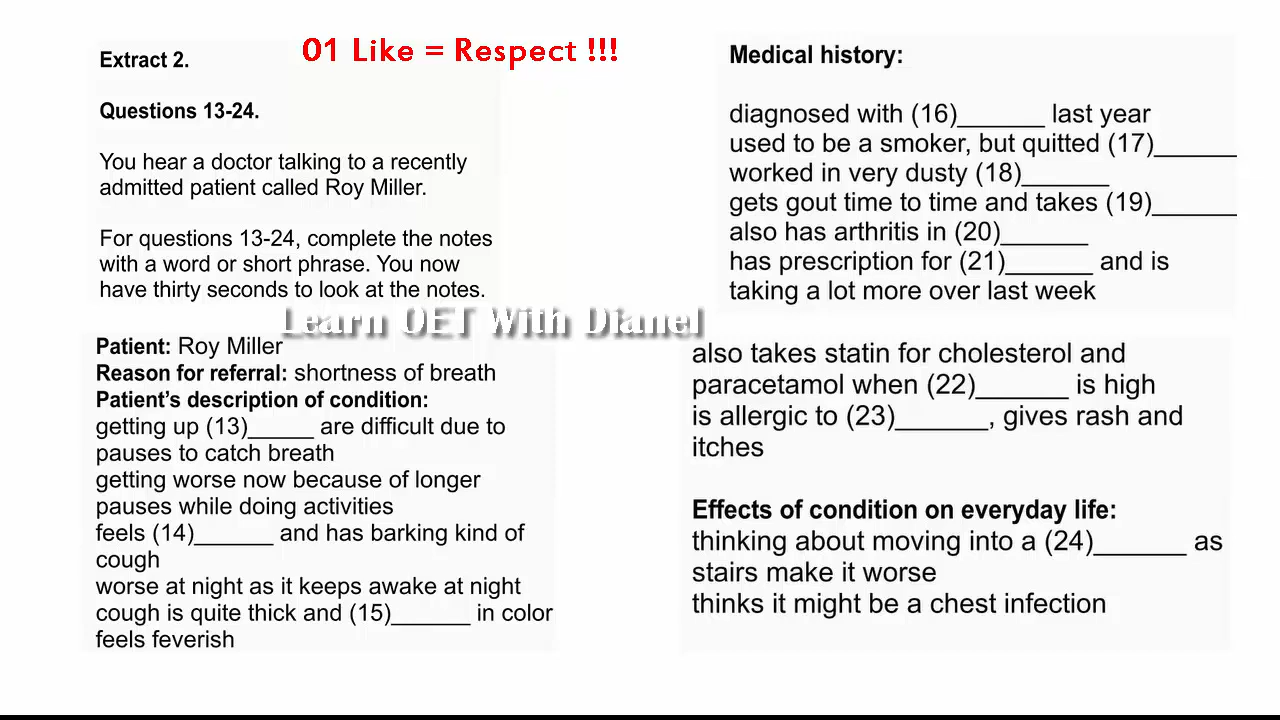 Extract 2.
01 Like = Respect !!!
Questions 13-24.
You hear a doctor talking to a recently
admitted patient called Roy Miller.
For questions 13-24, complete the notes
with a word or short phrase. You now
have thirty seconds to look at the notes.
Learn OET With Dianel
Patient: Roy Miller
Reason for referral: shortness of breath
Patient's description of condition:
getting up (13)_____ are difficult due to
pauses to catch breath
getting worse now because of longer
pauses while doing activities
feels (14)______ and has barking kind of
cough
worse at night as it keeps awake at night
cough is quite thick and (15)______ in color
feels feverish
Medical history:
diagnosed with (16)______ last year
used to be a smoker, but quitted (17)______
worked in very dusty (18)______
gets gout time to time and takes (19)______
also has arthritis in (20)______
has prescription for (21)______ and is
taking a lot more over last week
also takes statin for cholesterol and
paracetamol when (22)______ is high
is allergic to (23)______, gives rash and
itches
Effects of condition on everyday life:
thinking about moving into a (24)______ as
stairs make it worse
thinks it might be a chest infection